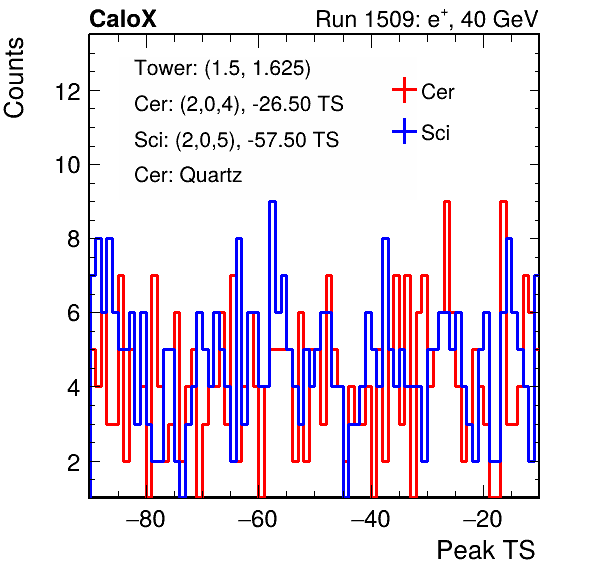 CaloX Run 1509: e⁺, 40 GeV
Counts
Tower: (1.5, 1.625)
Cer: (2,0,4), -26.50 TS
Sci: (2,0,5), -57.50 TS
Cer: Quartz
Cer
Sci
12
10
8
6
4
2
−80 −60 −40 −20
Peak TS